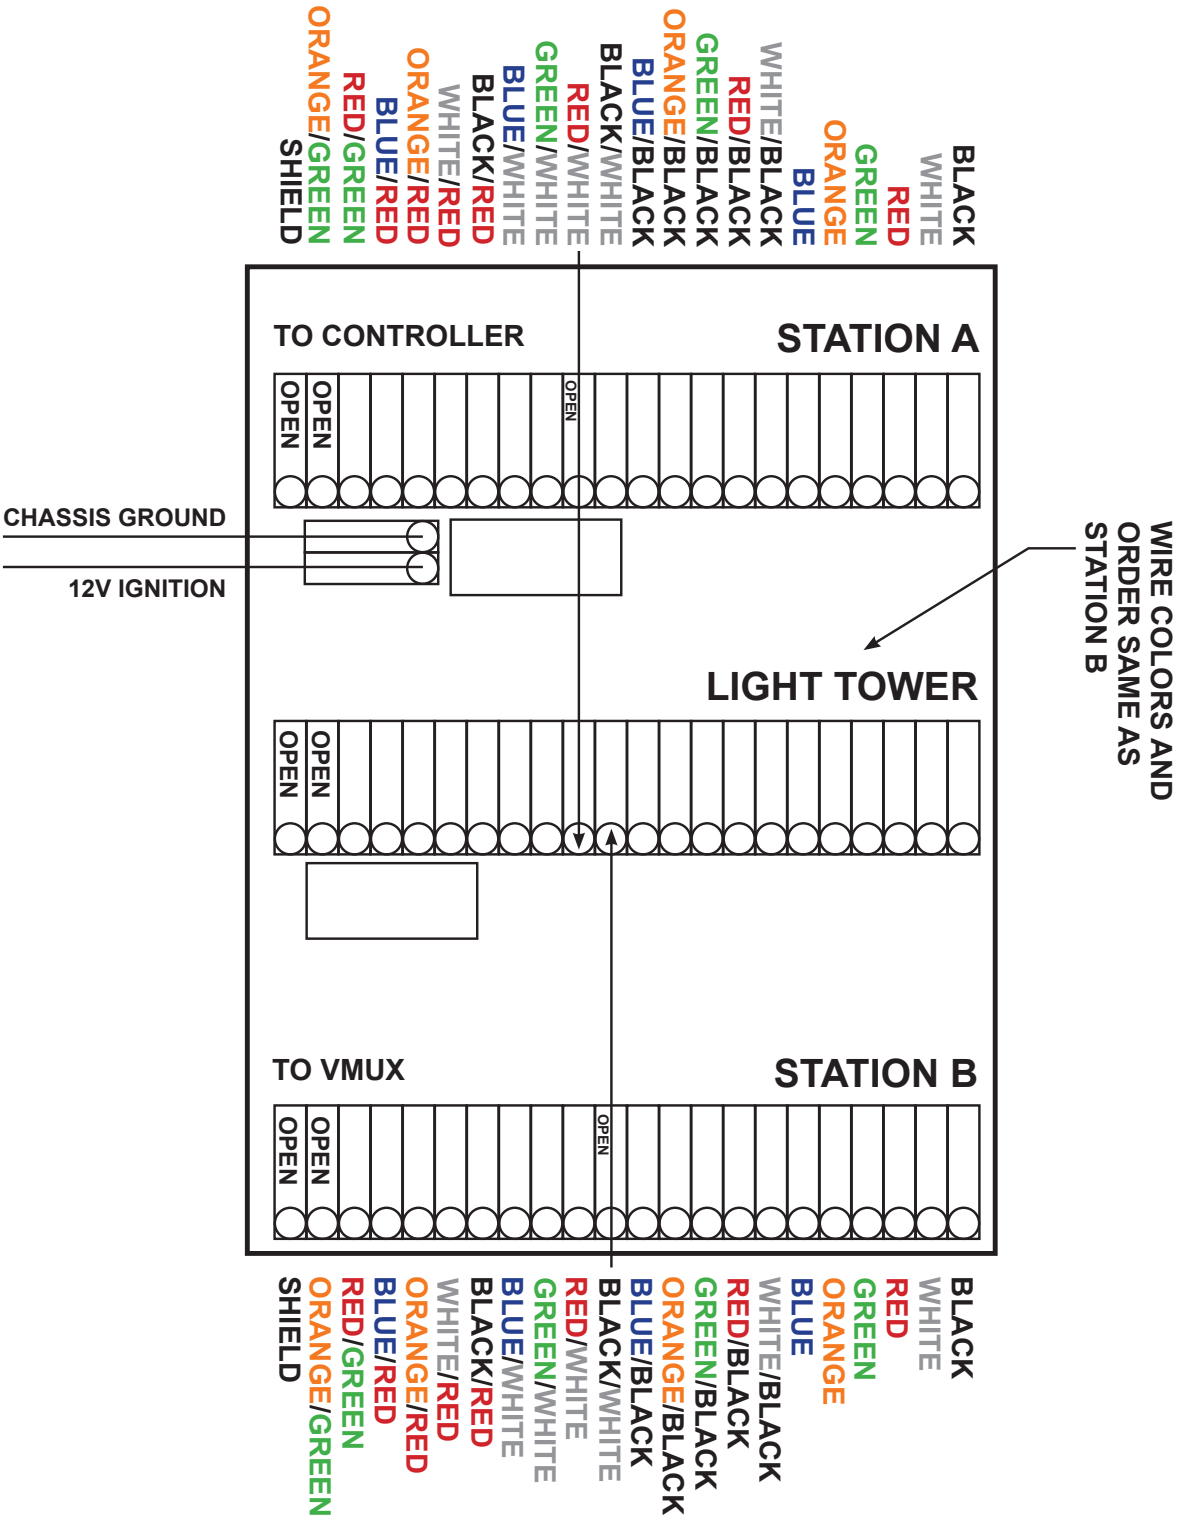 SHIELD
ORANGE/GREEN
RED/GREEN
BLUE/RED
ORANGE/RED
WHITE/RED
BLACK/RED
BLUE/WHITE
GREEN/WHITE
RED/WHITE
BLACK/WHITE
BLUE/BLACK
ORANGE/BLACK
GREEN/BLACK
RED/BLACK
WHITE/BLACK
BLUE
ORANGE
GREEN
RED
WHITE
BLACK
TO CONTROLLER
STATION A
OPEN
OPEN
OPEN
CHASSIS GROUND
12V IGNITION
WIRE COLORS AND
ORDER SAME AS
STATION B
LIGHT TOWER
OPEN
OPEN
TO VMUX
STATION B
OPEN
OPEN
OPEN
SHIELD
ORANGE/GREEN
RED/GREEN
BLUE/RED
ORANGE/RED
WHITE/RED
BLACK/RED
BLUE/WHITE
GREEN/WHITE
RED/WHITE
BLACK/WHITE
BLUE/BLACK
ORANGE/BLACK
GREEN/BLACK
RED/BLACK
WHITE/BLACK
BLUE
ORANGE
GREEN
RED
WHITE
BLACK